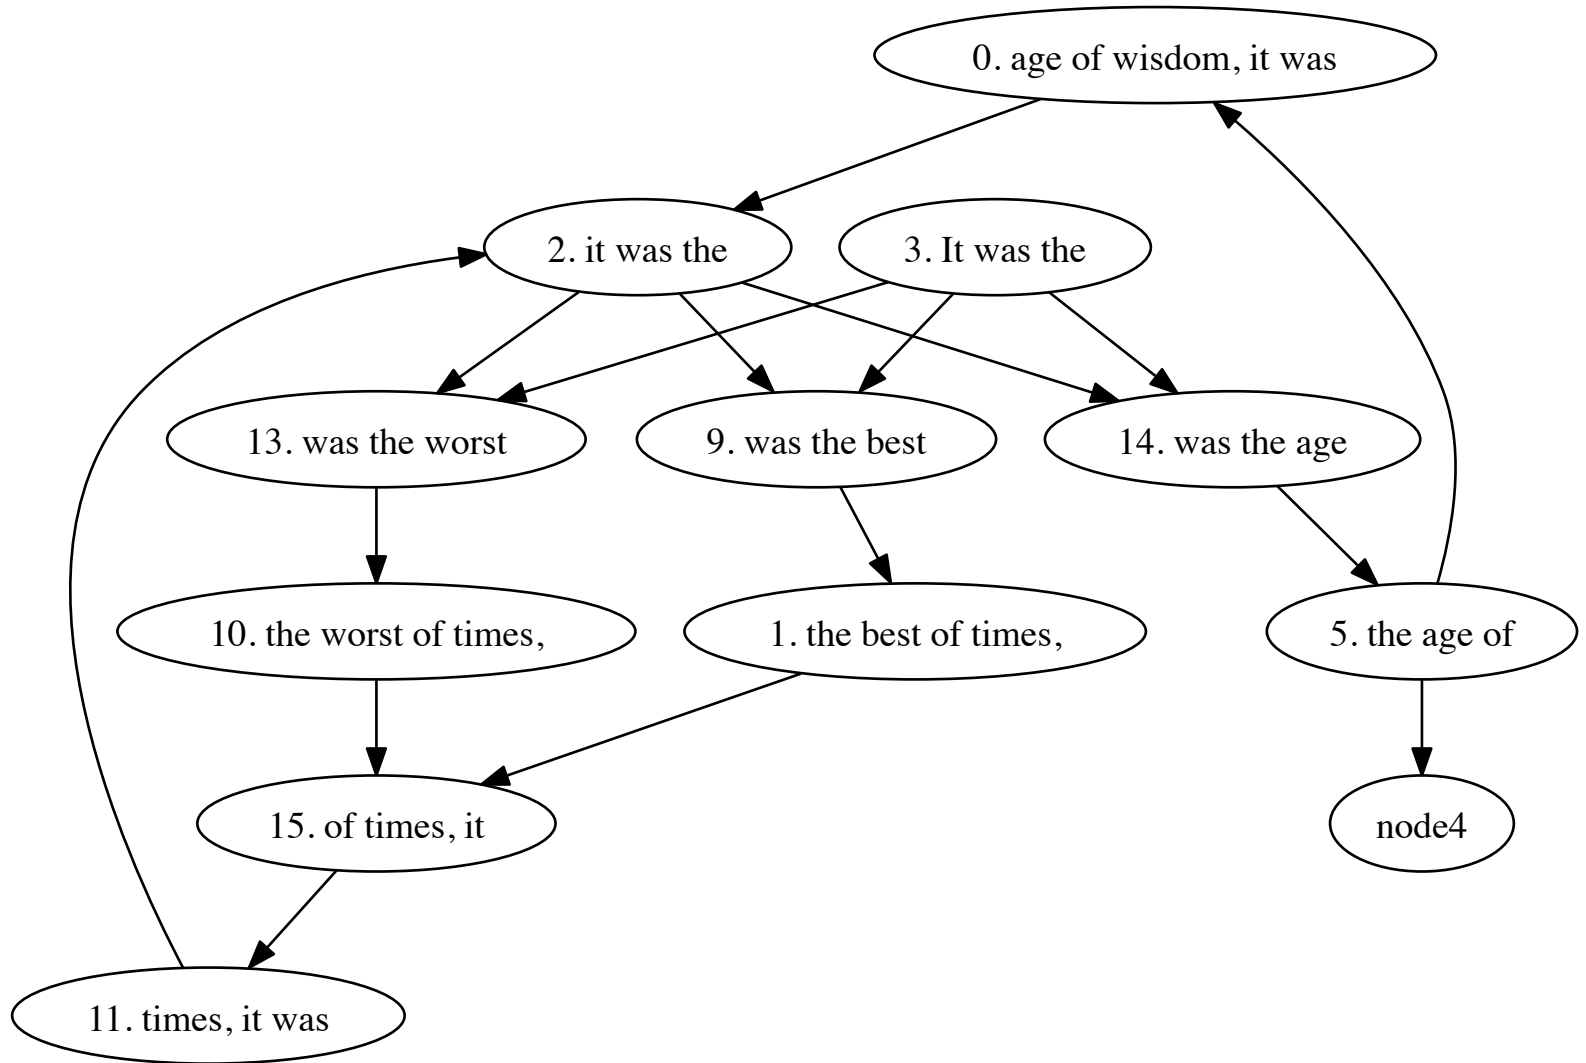 0. age of wisdom, it was
2. it was the
3. It was the
13. was the worst
9. was the best
14. was the age
10. the worst of times,
1. the best of times,
5. the age of
15. of times, it
node4
11. times, it was